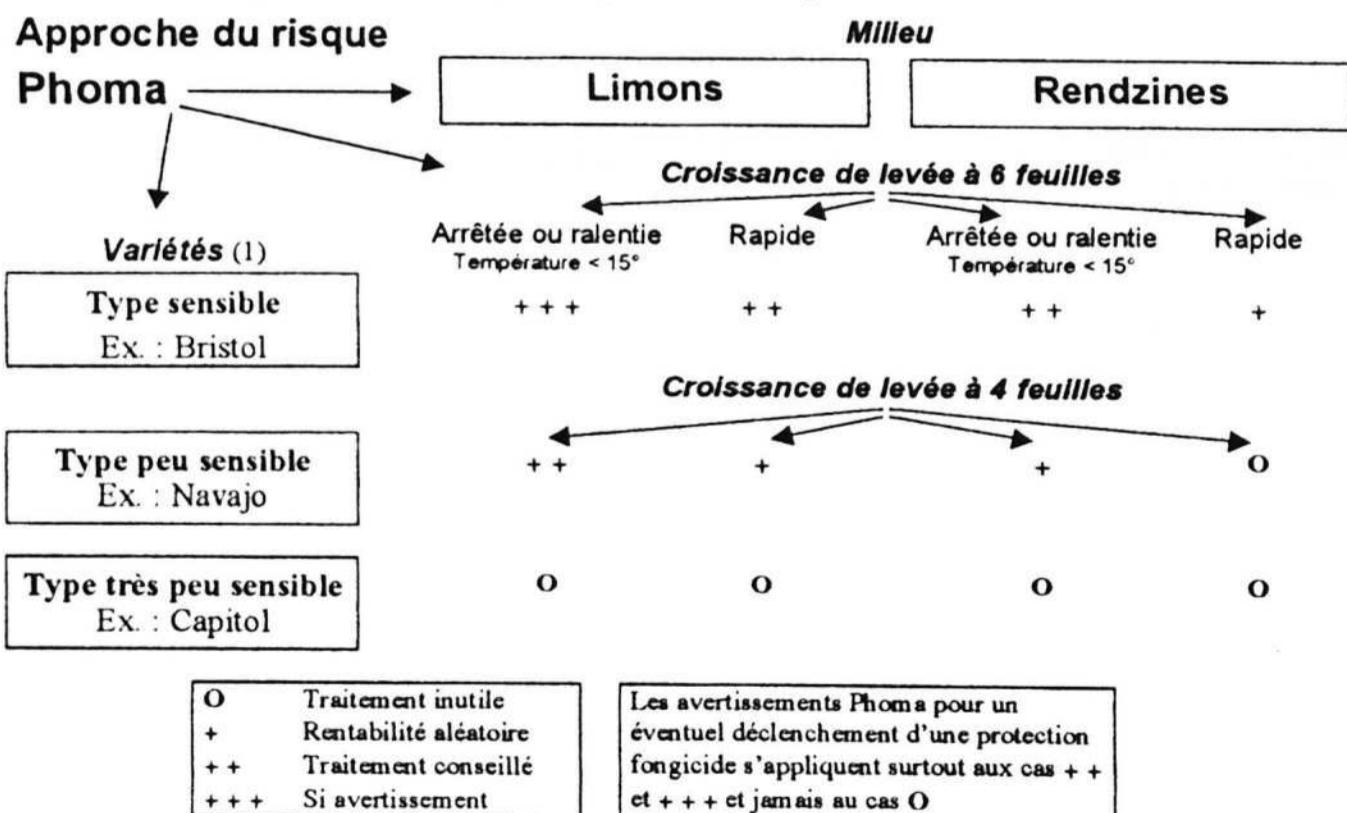 Approche du risque
Milieu
Phoma
Limons
Rendzines
Croissance de levée à 6 feuilles
Variétés (1)
Arrêtée ou ralentie
Température < 15°
Rapide
Arrêtée ou ralentie
Température < 15°
Rapide
Type sensible
Ex. : Bristol
+ + +
+ +
+ +
+
Croissance de levée à 4 feuilles
Type peu sensible
Ex. : Navajo
+ +
+
+
O
Type très peu sensible
Ex. : Capitol
O
O
O
O
O Traitement inutile
+ Rentabilité aléatoire
+ + Traitement conseillé
+ + + Si avertissement
Les avertissements Phoma pour un
éventuel déclenchement d'une protection
fongicide s'appliquent surtout aux cas + +
et + + + et jamais au cas O